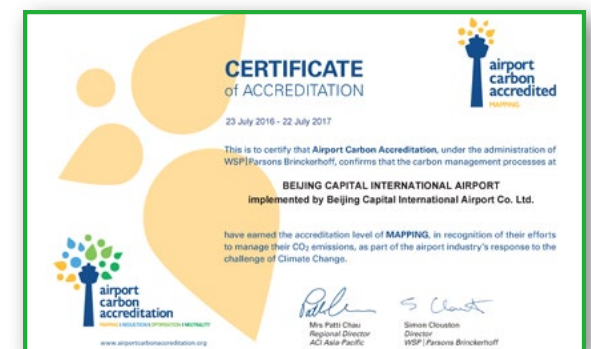 CERTIFICATE
of ACCREDITATION
airport
carbon
accredited
MAPPING
23 July 2016 - 22 July 2017
This is to certify that Airport Carbon Accreditation, under the administration of
WSP|Parsons Brinckerhoff, confirms that the carbon management processes at
BEIJING CAPITAL INTERNATIONAL AIRPORT
implemented by Beijing Capital International Airport Co. Ltd.
have earned the accreditation level of MAPPING, in recognition of their efforts
to manage their CO₂ emissions, as part of the airport industry's response to the
challenge of Climate Change.
airport
carbon
accreditation
MAPPING I REDUCTION I OPTIMISATION I NEUTRALITY
www.airportcarbonaccreditation.org
Mrs Patti Chau
Regional Director
ACI Asia-Pacific
Simon Clouston
Director
WSP | Parsons Brinckerhoff